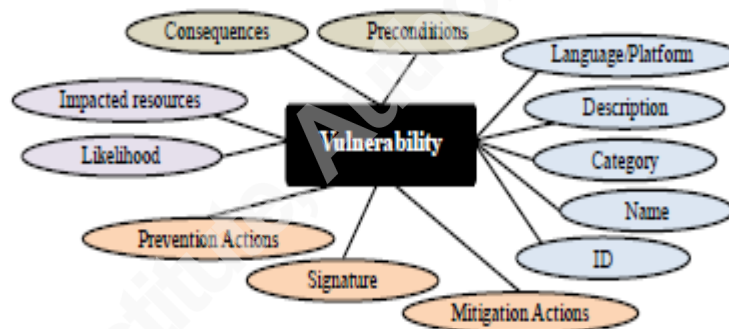 Consequences
Preconditions
Language/Platform
Impacted resources
Description
Vulnerability
Likelihood
Category
Name
Prevention Actions
ID
Signature
Mitigation Actions